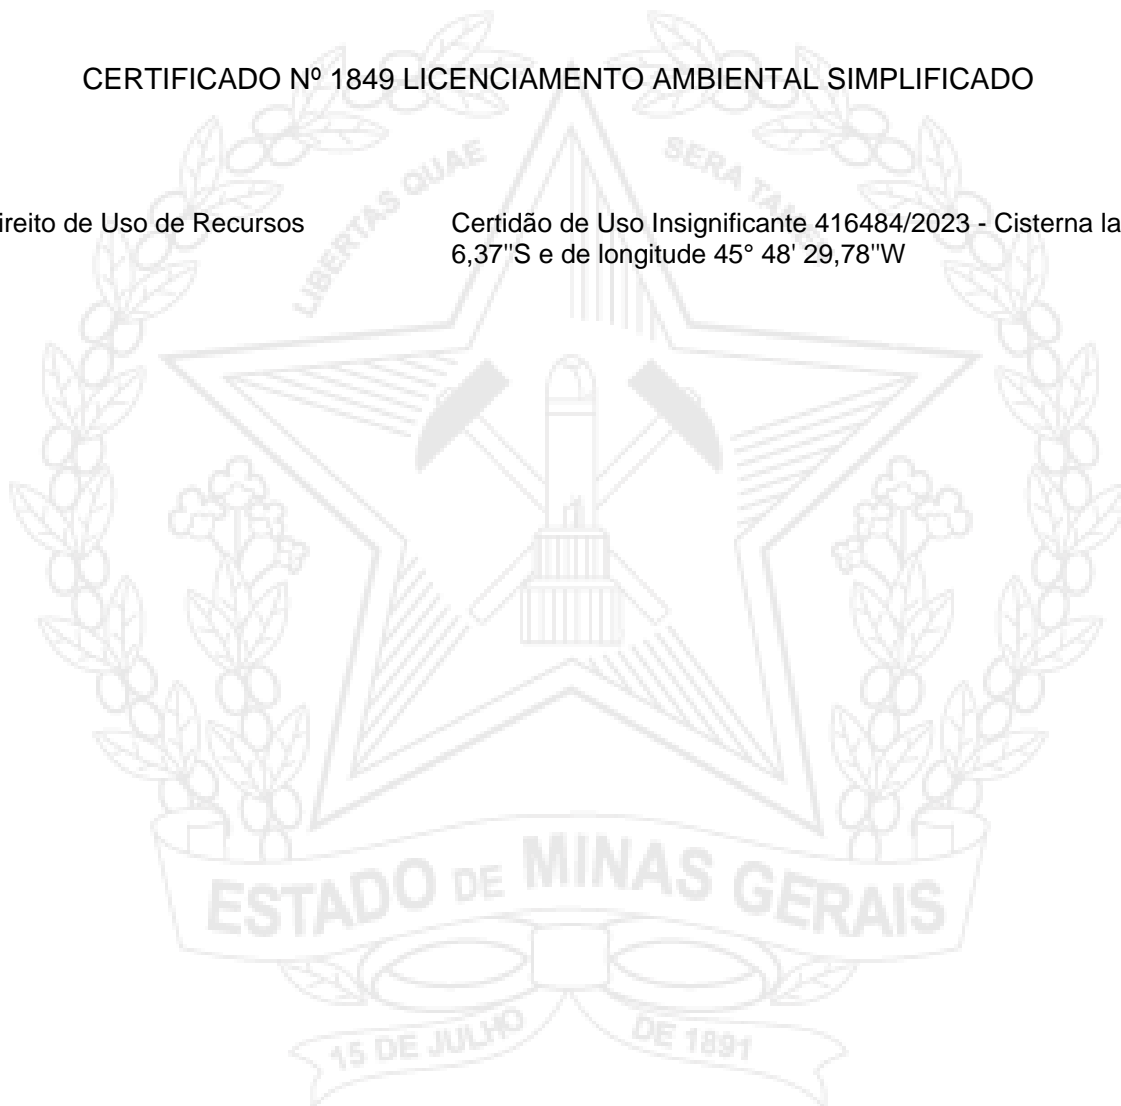 CERTIFICADO Nº 1849 LICENCIAMENTO AMBIENTAL SIMPLIFICADO
LIBERTAS QUAE SERA TAMEN
ireito de Uso de Recursos
Certidão de Uso Insignificante 416484/2023 - Cisterna la
6,37"S e de longitude 45° 48' 29,78"W
ESTADO DE MINAS GERAIS
15 DE JULHO DE 1891